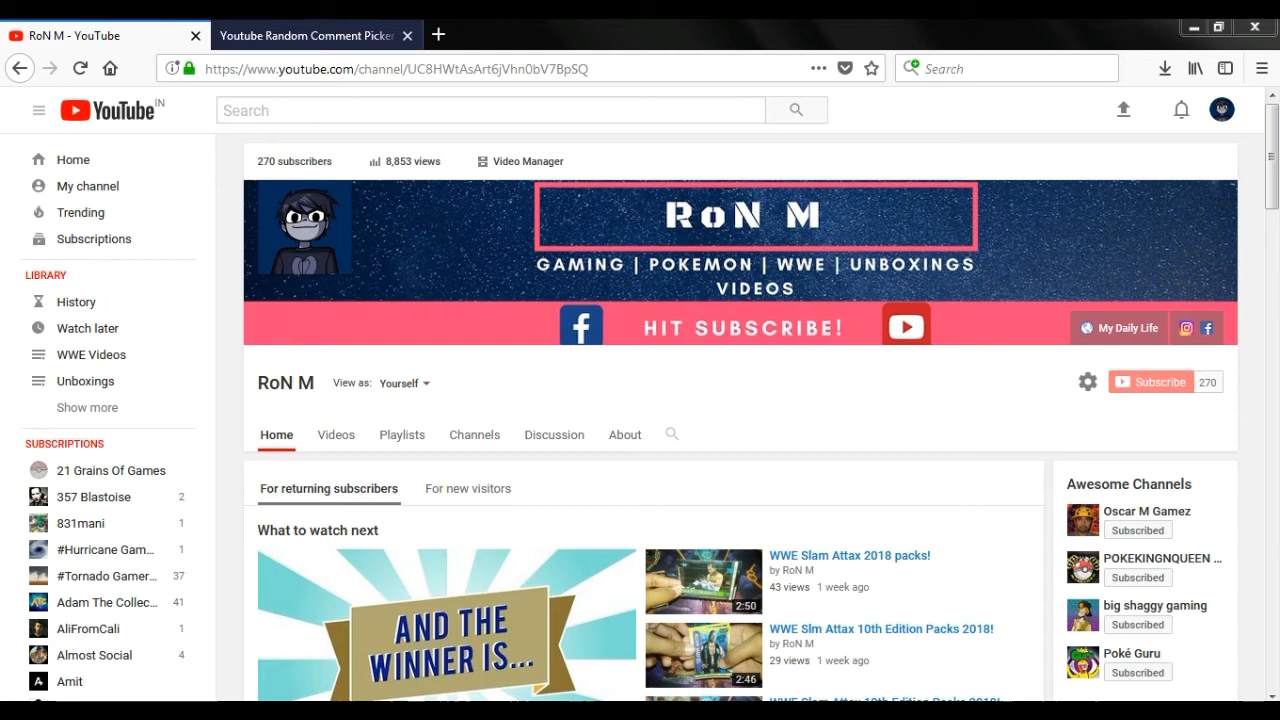 RoN M - YouTube
Youtube Random Comment Picker
https://www.youtube.com/channel/UC8HWtAsArt6jVhn0bV7BpSQ
Search
YouTube IN
Search
Home
My channel
Trending
Subscriptions
LIBRARY
History
Watch later
WWE Videos
Unboxings
Show more
SUBSCRIPTIONS
21 Grains Of Games
357 Blastoise 2
831mani 1
#Hurricane Gam... 1
#Tornado Gamer... 37
Adam The Collec... 41
AliFromCali 1
Almost Social 4
Amit
270 subscribers
8,853 views
Video Manager
RoN M
GAMING | POKEMON | WWE | UNBOXINGS
VIDEOS
HIT SUBSCRIBE!
My Daily Life
RoN M
View as: Yourself
Subscribe 270
Home
Videos
Playlists
Channels
Discussion
About
For returning subscribers
For new visitors
What to watch next
AND THE
WINNER IS...
2:50
WWE Slam Attax 2018 packs!
by RoN M
43 views 1 week ago
2:46
WWE Slm Attax 10th Edition Packs 2018!
by RoN M
29 views 1 week ago
WWE Slam Attax 10th Edition Packs 2018!
Awesome Channels
Oscar M Gamez
Subscribed
POKEKINGNQUEEN ...
Subscribed
big shaggy gaming
Subscribed
Poké Guru
Subscribed